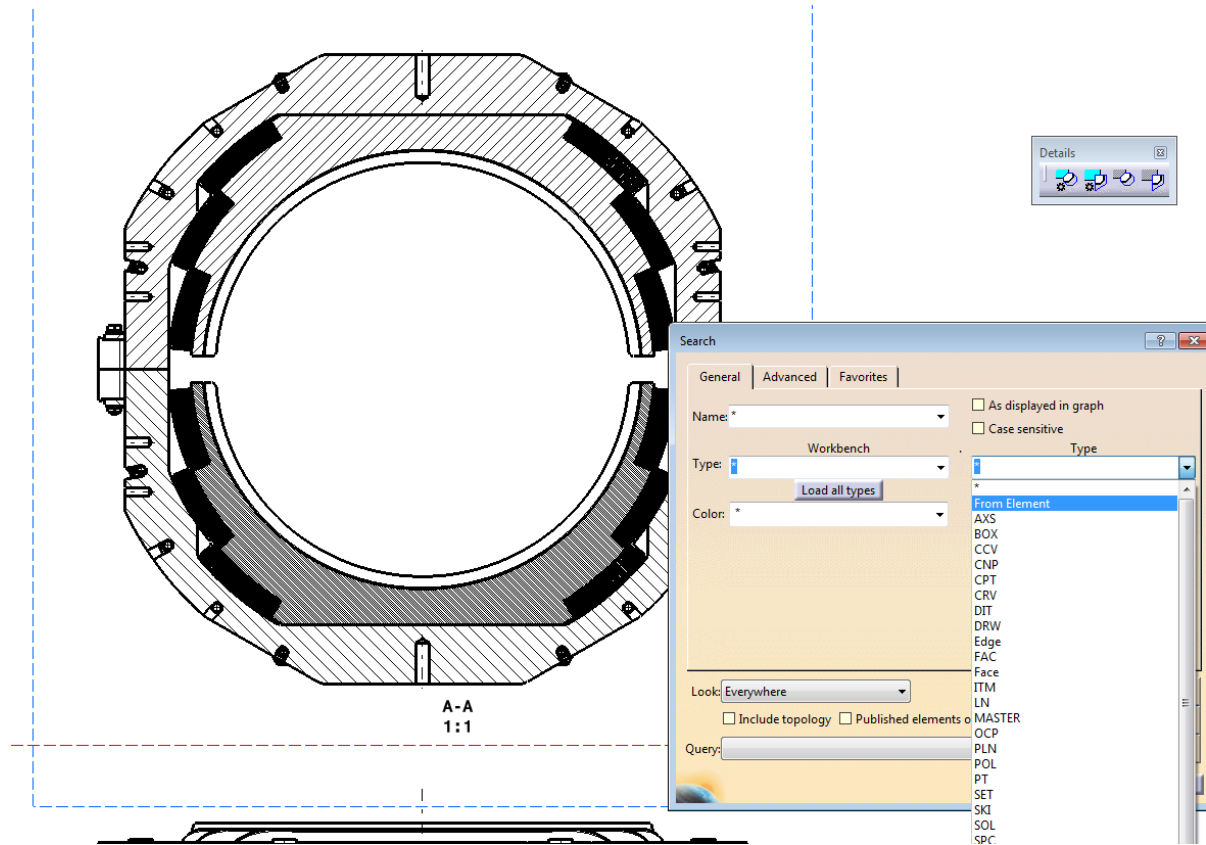 Details
Search
General Advanced Favorites
Name: *
As displayed in graph
Case sensitive
Workbench . Type
Type: * *
Load all types
Color: *
*
From Element
AXS
BOX
CCV
CNP
CPT
CRV
DIT
DRW
Edge
FAC
Face
ITM
LN
MASTER
OCP
PLN
POL
PT
SET
SKI
SOL
SPC
Look: Everywhere
Include topology Published elements o
Query:
A-A
1:1